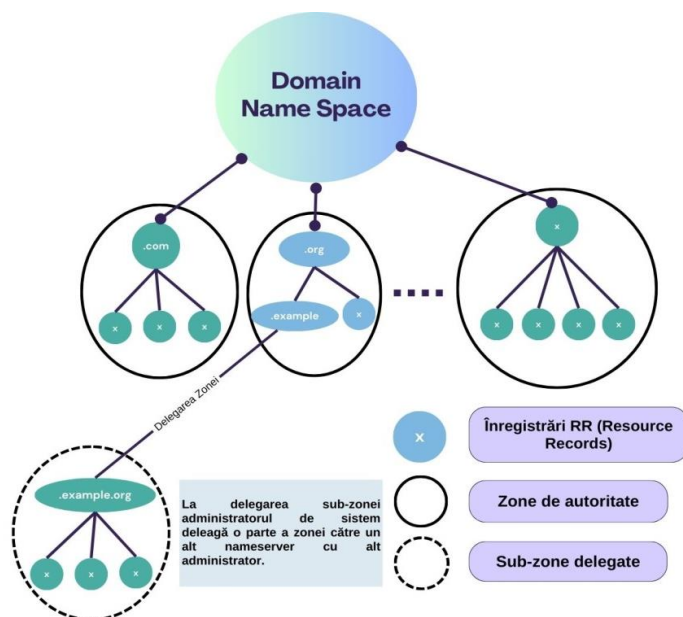 Domain
Name Space
.com
x
x
x
.org
.example
x
x
x
x
x
x
Delegarea Zonei
.example.org
x
x
x
La delegarea sub-zonei
administratorul de sistem
deleagă o parte a zonei către un
alt nameserver cu alt
administrator.
x
Înregistrări RR (Resource
Records)
Zone de autoritate
Sub-zone delegate